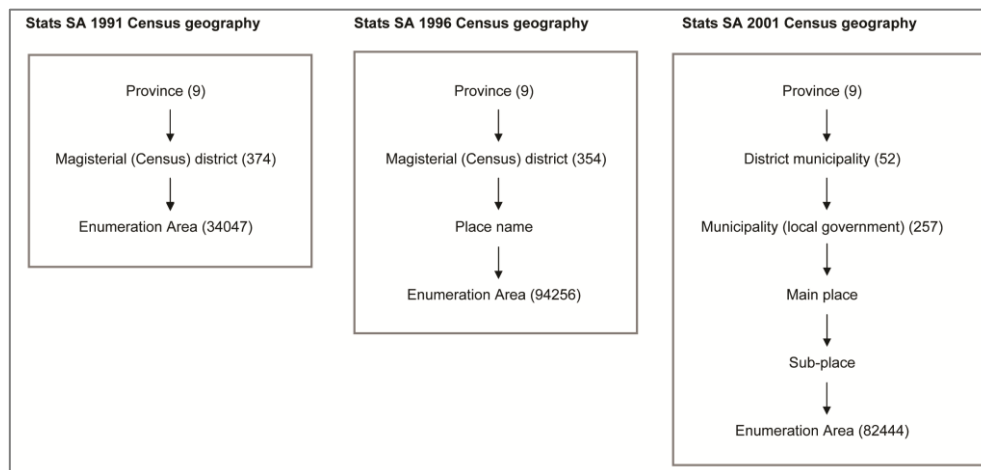 Stats SA 1991 Census geography
Province (9)
Magisterial (Census) district (374)
Enumeration Area (34047)
Stats SA 1996 Census geography
Province (9)
Magisterial (Census) district (354)
Place name
Enumeration Area (94256)
Stats SA 2001 Census geography
Province (9)
District municipality (52)
Municipality (local government) (257)
Main place
Sub-place
Enumeration Area (82444)